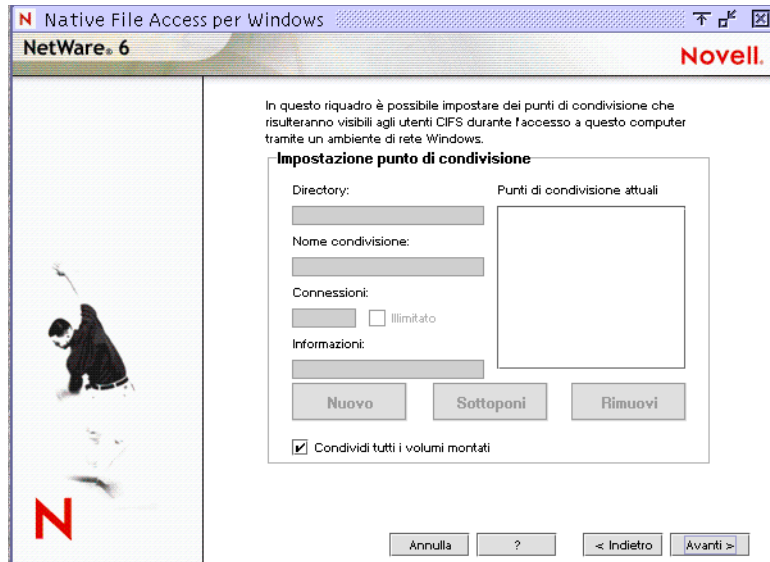 N Native File Access per Windows
NetWare® 6
Novell.
In questo riquadro è possibile impostare dei punti di condivisione che
risulteranno visibili agli utenti CIFS durante l'accesso a questo computer
tramite un ambiente di rete Windows.
Impostazione punto di condivisione
Directory:
Punti di condivisione attuali
Nome condivisione:
Connessioni:
Illimitato
Informazioni:
Nuovo
Sottoponi
Rimuovi
Condividi tutti i volumi montati
N
Annulla
?
< Indietro
Avanti >